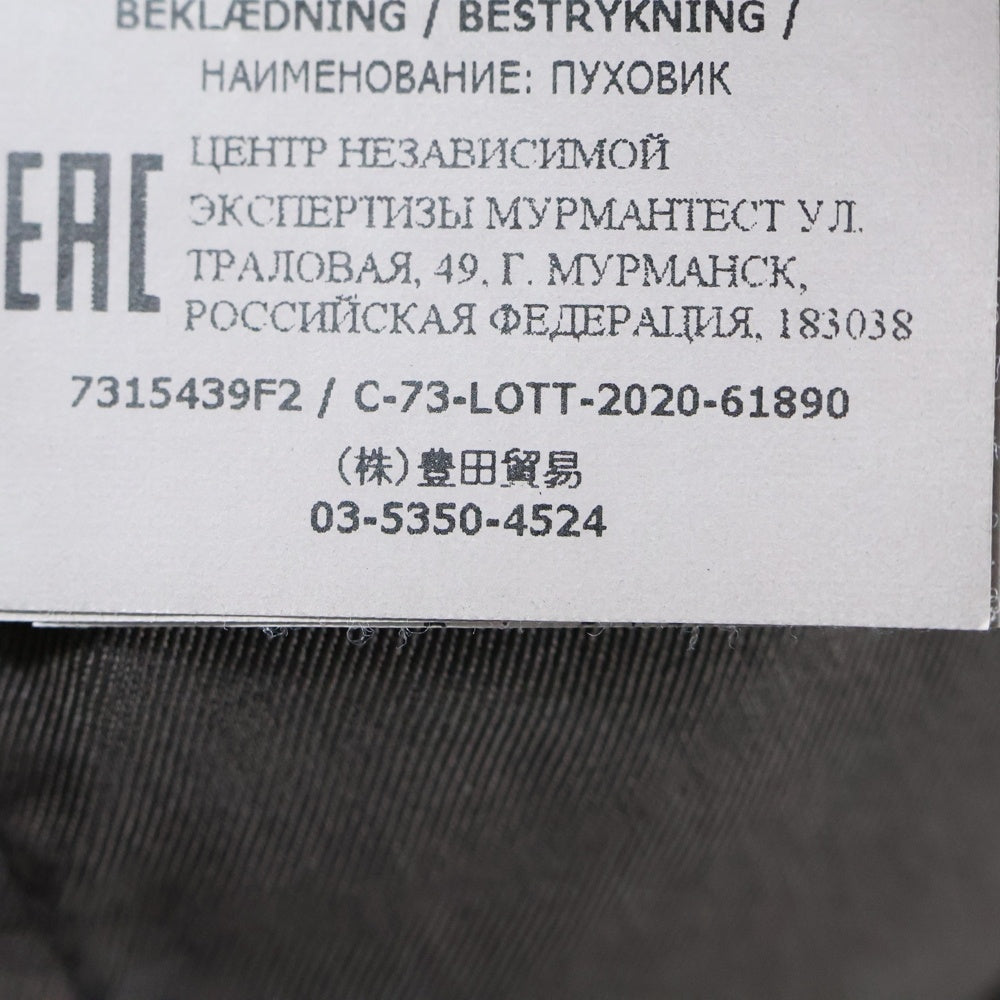 BEKLÆDNING / BESTRYKNING /
НАИМЕНОВАНИЕ: ПУХОВИК
EAC
ЦЕНТР НЕЗАВИСИМОЙ
ЭКСПЕРТИЗЫ МУРМАНТЕСТ УЛ.
ТРАЛОВАЯ, 49, Г. МУРМАНСК,
РОССИЙСКАЯ ФЕДЕРАЦИЯ, 183038
7315439F2 / C-73-LOTT-2020-61890
(株)豊田貿易
03-5350-4524